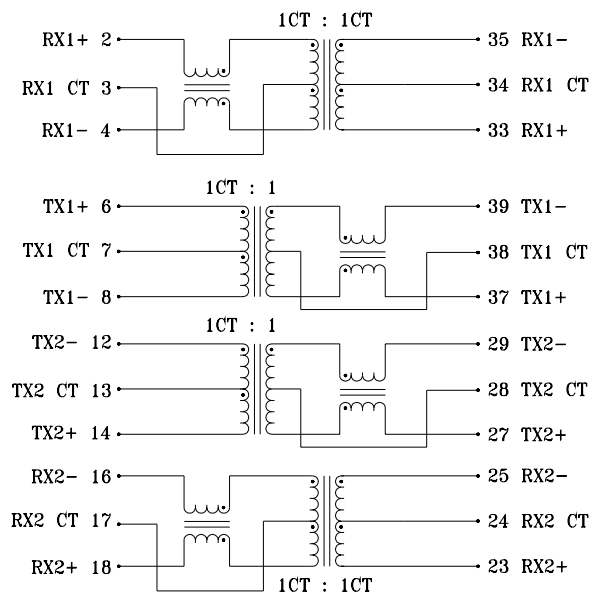 1CT : 1CT
RX1+ 2 35 RX1-
RX1 CT 3 34 RX1 CT
RX1- 4 33 RX1+
1CT : 1
TX1+ 6 39 TX1-
TX1 CT 7 38 TX1 CT
TX1- 8 37 TX1+
1CT : 1
TX2- 12 29 TX2-
TX2 CT 13 28 TX2 CT
TX2+ 14 27 TX2+
RX2- 16 25 RX2-
RX2 CT 17 24 RX2 CT
RX2+ 18 23 RX2+
1CT : 1CT